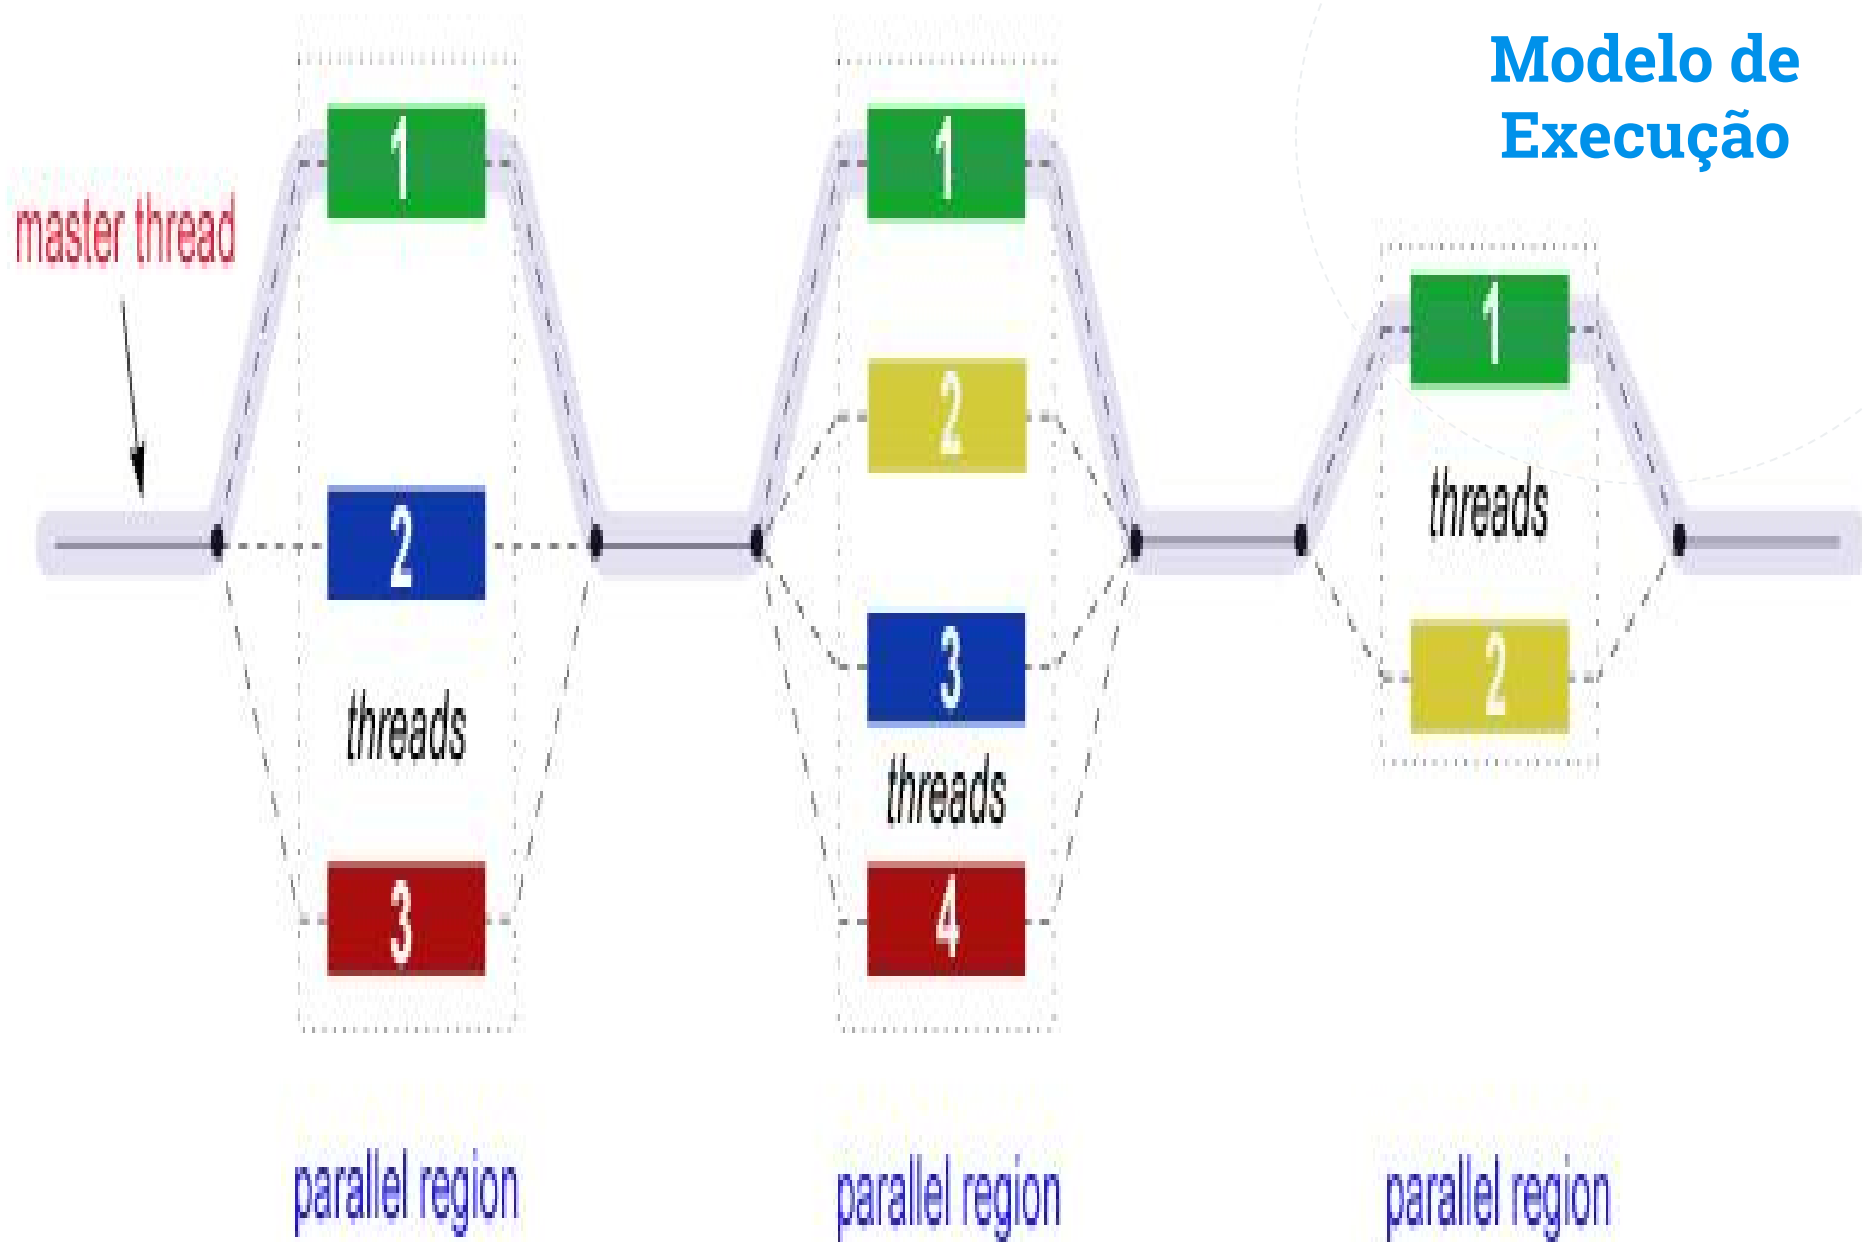 Modelo de
Execução
master thread
1
2
threads
3
parallel region
1
2
3
threads
4
parallel region
1
threads
2
parallel region